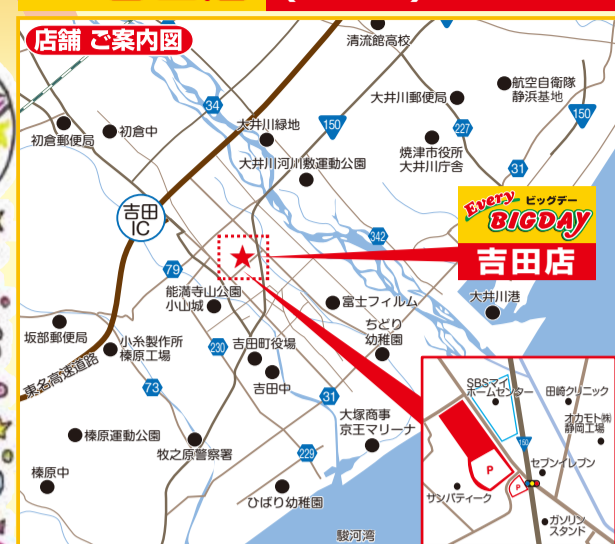 店舗 ご案内図
清流館高校
航空自衛隊
静浜基地
大井川郵便局
34
150
150
初倉郵便局
初倉中
大井川緑地
227
焼津市役所
大井川庁舎
大井川河川敷運動公園
31
吉田
IC
Every ビッグデー
BIGDAY
吉田店
342
79
能満寺山公園
小山城
富士フイルム
大井川港
坂部郵便局
小糸製作所
榛原工場
230
吉田町役場
ちどり
幼稚園
東名高速道路
吉田中
73
31
大塚商事
京王マリーナ
榛原運動公園
牧之原警察署
229
榛原中
ひばり幼稚園
駿河湾
SBSマイ
ホームセンター
田崎クリニック
オカモト㈱
静岡工場
150
セブンイレブン
P
P
サンパティーク
ガソリン
スタンド